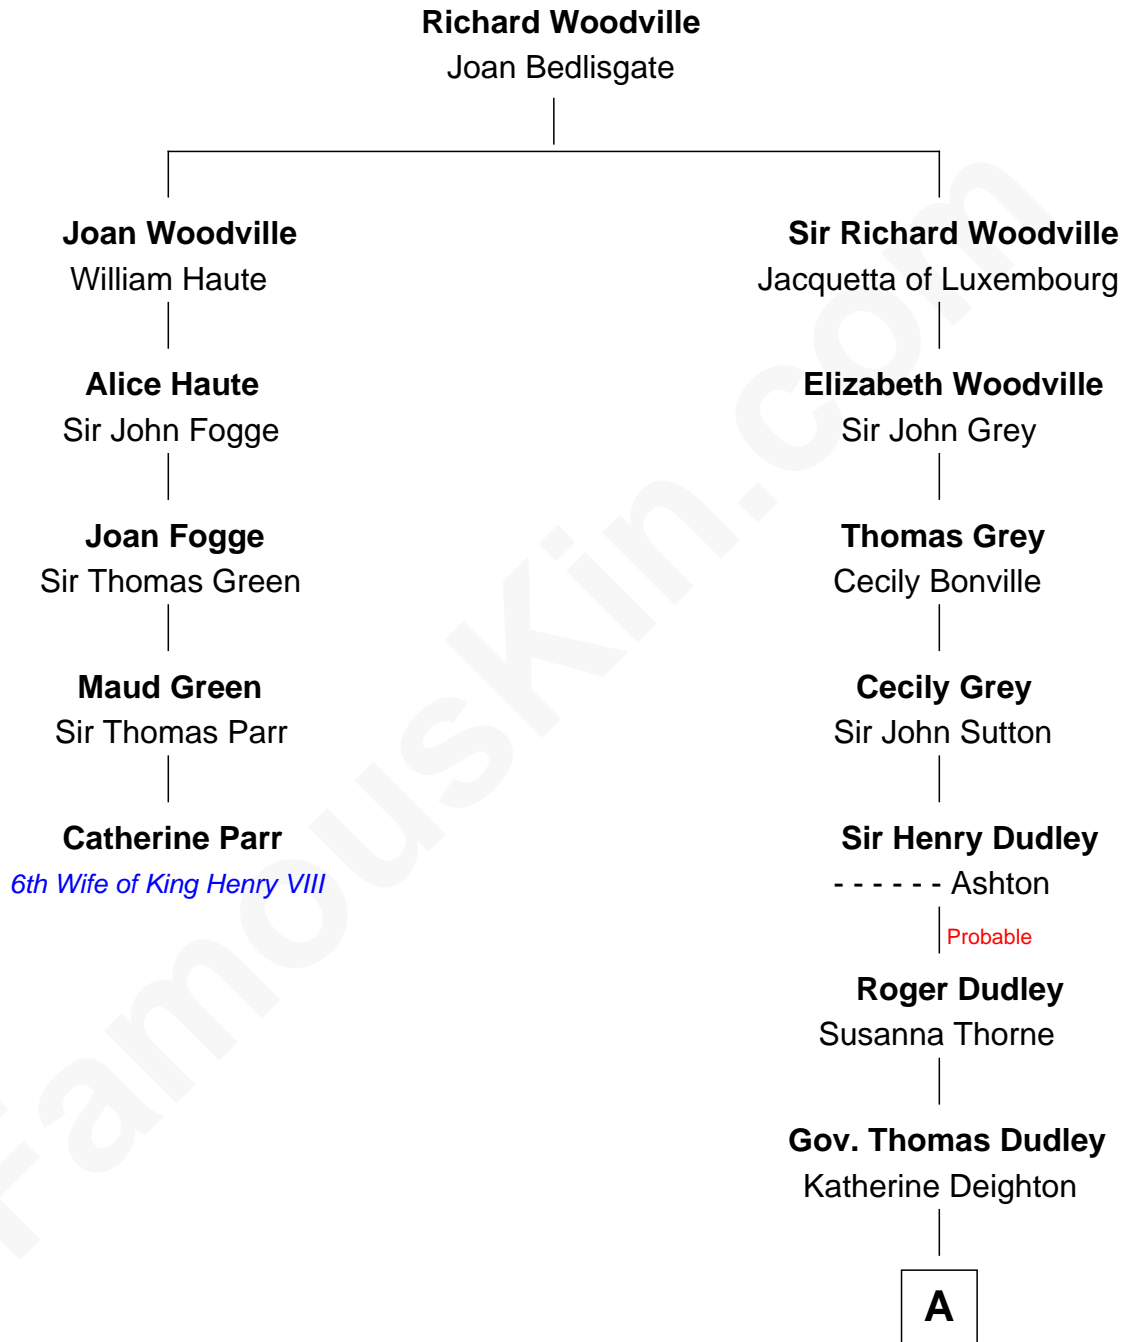 Richard Woodville
Joan Bedlisgate
Joan Woodville
William Haute
Alice Haute
Sir John Fogge
Joan Fogge
Sir Thomas Green
Maud Green
Sir Thomas Parr
Catherine Parr
6th Wife of King Henry VIII
Sir Richard Woodville
Jacquetta of Luxembourg
Elizabeth Woodville
Sir John Grey
Thomas Grey
Cecily Bonville
Cecily Grey
Sir John Sutton
Sir Henry Dudley
- - - - - - Ashton
Probable
Roger Dudley
Susanna Thorne
Gov. Thomas Dudley
Katherine Deighton
A
FamousKin.com